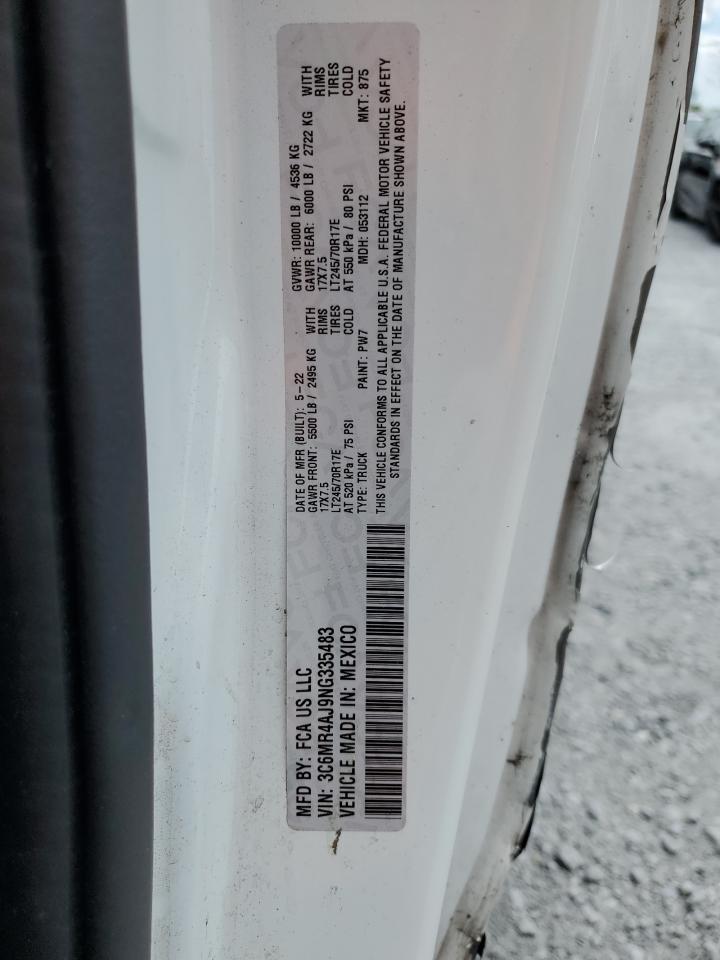 MFD BY: FCA US LLC
VIN: 3C6MR4AJ9NG335483
VEHICLE MADE IN: MEXICO
DATE OF MFR (BUILT): 5-22 GVWR: 10000 LB / 4536 KG
GAWR FRONT: 5500 LB / 2495 KG WITH GAWR REAR: 6000 LB / 2722 KG WITH
17X7.5 RIMS 17X7.5 RIMS
LT245/70R17E TIRES LT245/70R17E TIRES
AT 520 kPa / 75 PSI COLD AT 550 kPa / 80 PSI COLD
TYPE: TRUCK PAINT: PW7 MDH: 053112 MKT: 875
THIS VEHICLE CONFORMS TO ALL APPLICABLE U.S.A. FEDERAL MOTOR VEHICLE SAFETY
STANDARDS IN EFFECT ON THE DATE OF MANUFACTURE SHOWN ABOVE.